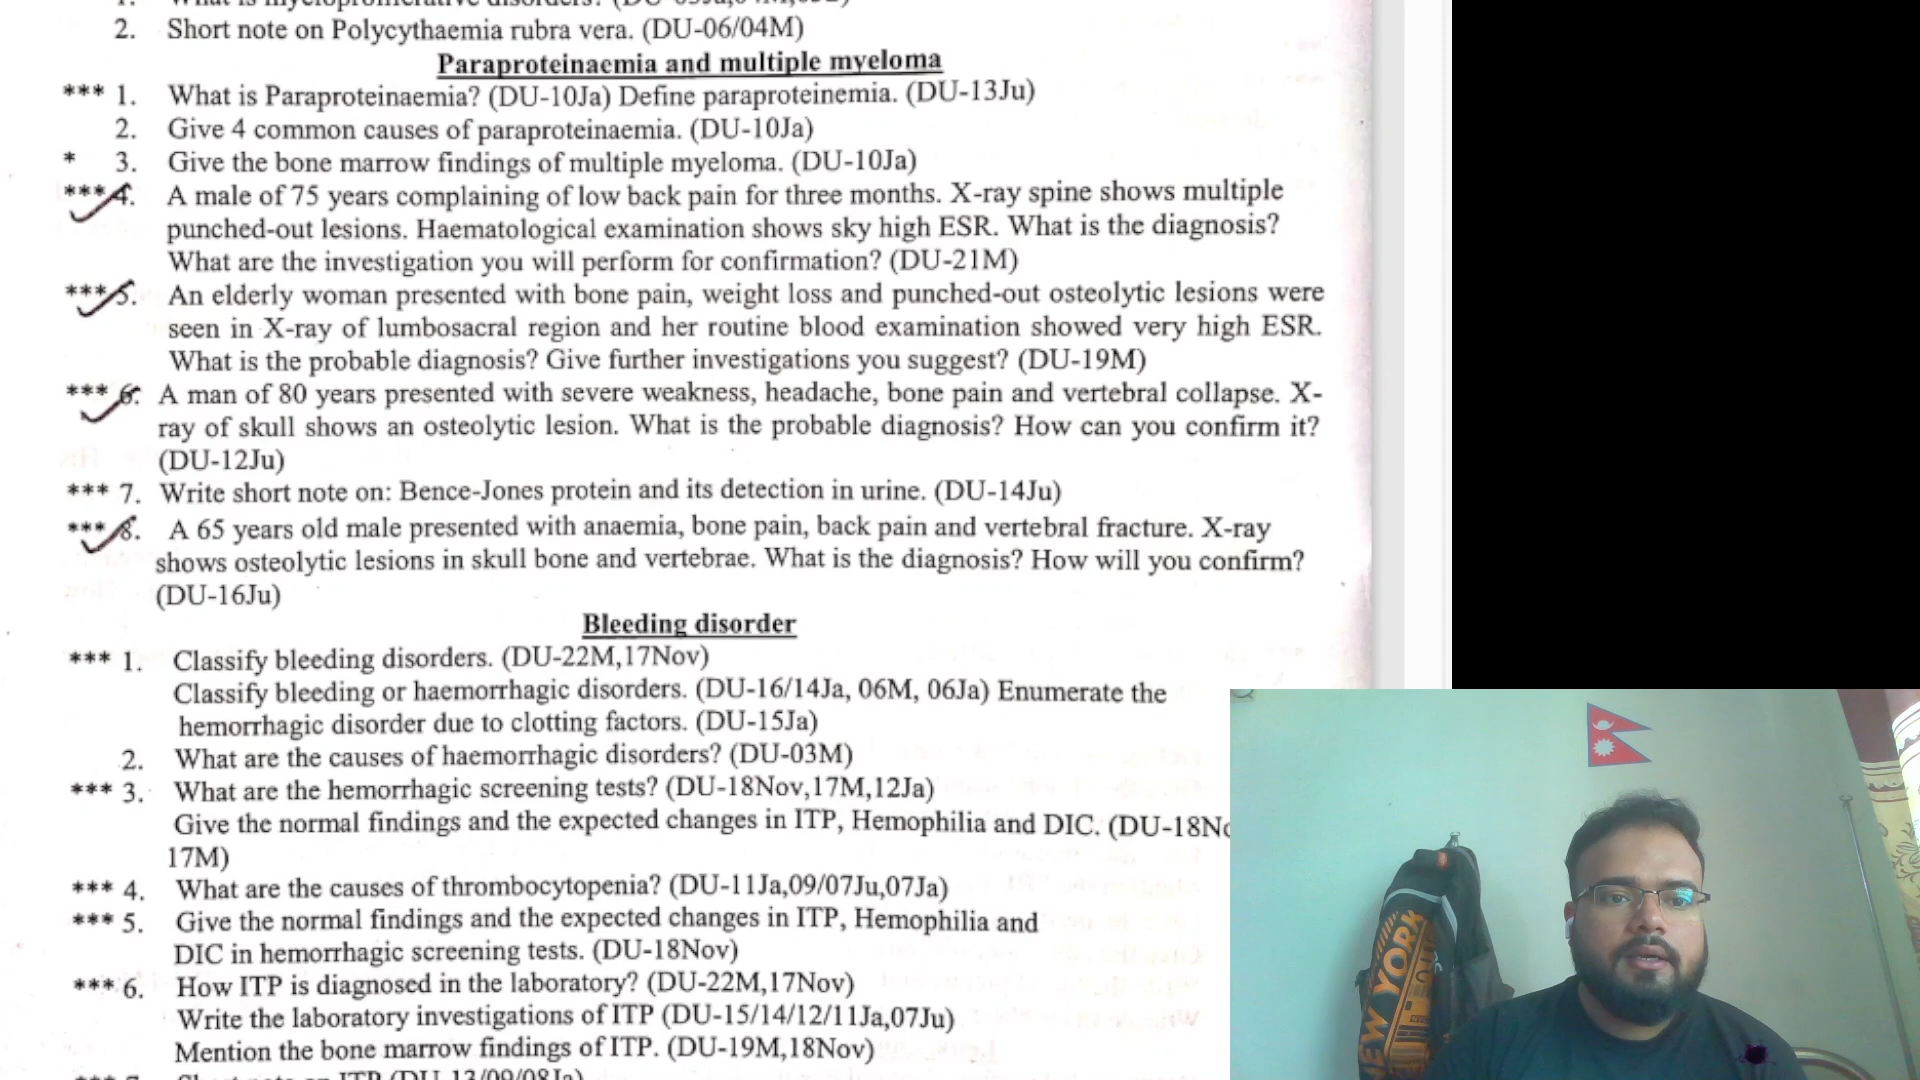 2. Short note on Polycythaemia rubra vera. (DU-06/04M)
Paraproteinaemia and multiple myeloma
*** 1. What is Paraproteinaemia? (DU-10Ja) Define paraproteinemia. (DU-13Ju)
2. Give 4 common causes of paraproteinaemia. (DU-10Ja)
* 3. Give the bone marrow findings of multiple myeloma. (DU-10Ja)
*** 4. A male of 75 years complaining of low back pain for three months. X-ray spine shows multiple
punched-out lesions. Haematological examination shows sky high ESR. What is the diagnosis?
What are the investigation you will perform for confirmation? (DU-21M)
*** 5. An elderly woman presented with bone pain, weight loss and punched-out osteolytic lesions were
seen in X-ray of lumbosacral region and her routine blood examination showed very high ESR.
What is the probable diagnosis? Give further investigations you suggest? (DU-19M)
*** 6. A man of 80 years presented with severe weakness, headache, bone pain and vertebral collapse. X-
ray of skull shows an osteolytic lesion. What is the probable diagnosis? How can you confirm it?
(DU-12Ju)
*** 7. Write short note on: Bence-Jones protein and its detection in urine. (DU-14Ju)
*** 8. A 65 years old male presented with anaemia, bone pain, back pain and vertebral fracture. X-ray
shows osteolytic lesions in skull bone and vertebrae. What is the diagnosis? How will you confirm?
(DU-16Ju)
Bleeding disorder
*** 1. Classify bleeding disorders. (DU-22M,17Nov)
Classify bleeding or haemorrhagic disorders. (DU-16/14Ja, 06M, 06Ja) Enumerate the
hemorrhagic disorder due to clotting factors. (DU-15Ja)
2. What are the causes of haemorrhagic disorders? (DU-03M)
*** 3. What are the hemorrhagic screening tests? (DU-18Nov,17M,12Ja)
Give the normal findings and the expected changes in ITP, Hemophilia and DIC. (DU-18No
17M)
*** 4. What are the causes of thrombocytopenia? (DU-11Ja,09/07Ju,07Ja)
*** 5. Give the normal findings and the expected changes in ITP, Hemophilia and
DIC in hemorrhagic screening tests. (DU-18Nov)
*** 6. How ITP is diagnosed in the laboratory? (DU-22M,17Nov)
Write the laboratory investigations of ITP (DU-15/14/12/11Ja,07Ju)
Mention the bone marrow findings of ITP. (DU-19M,18Nov)
NEW YORK